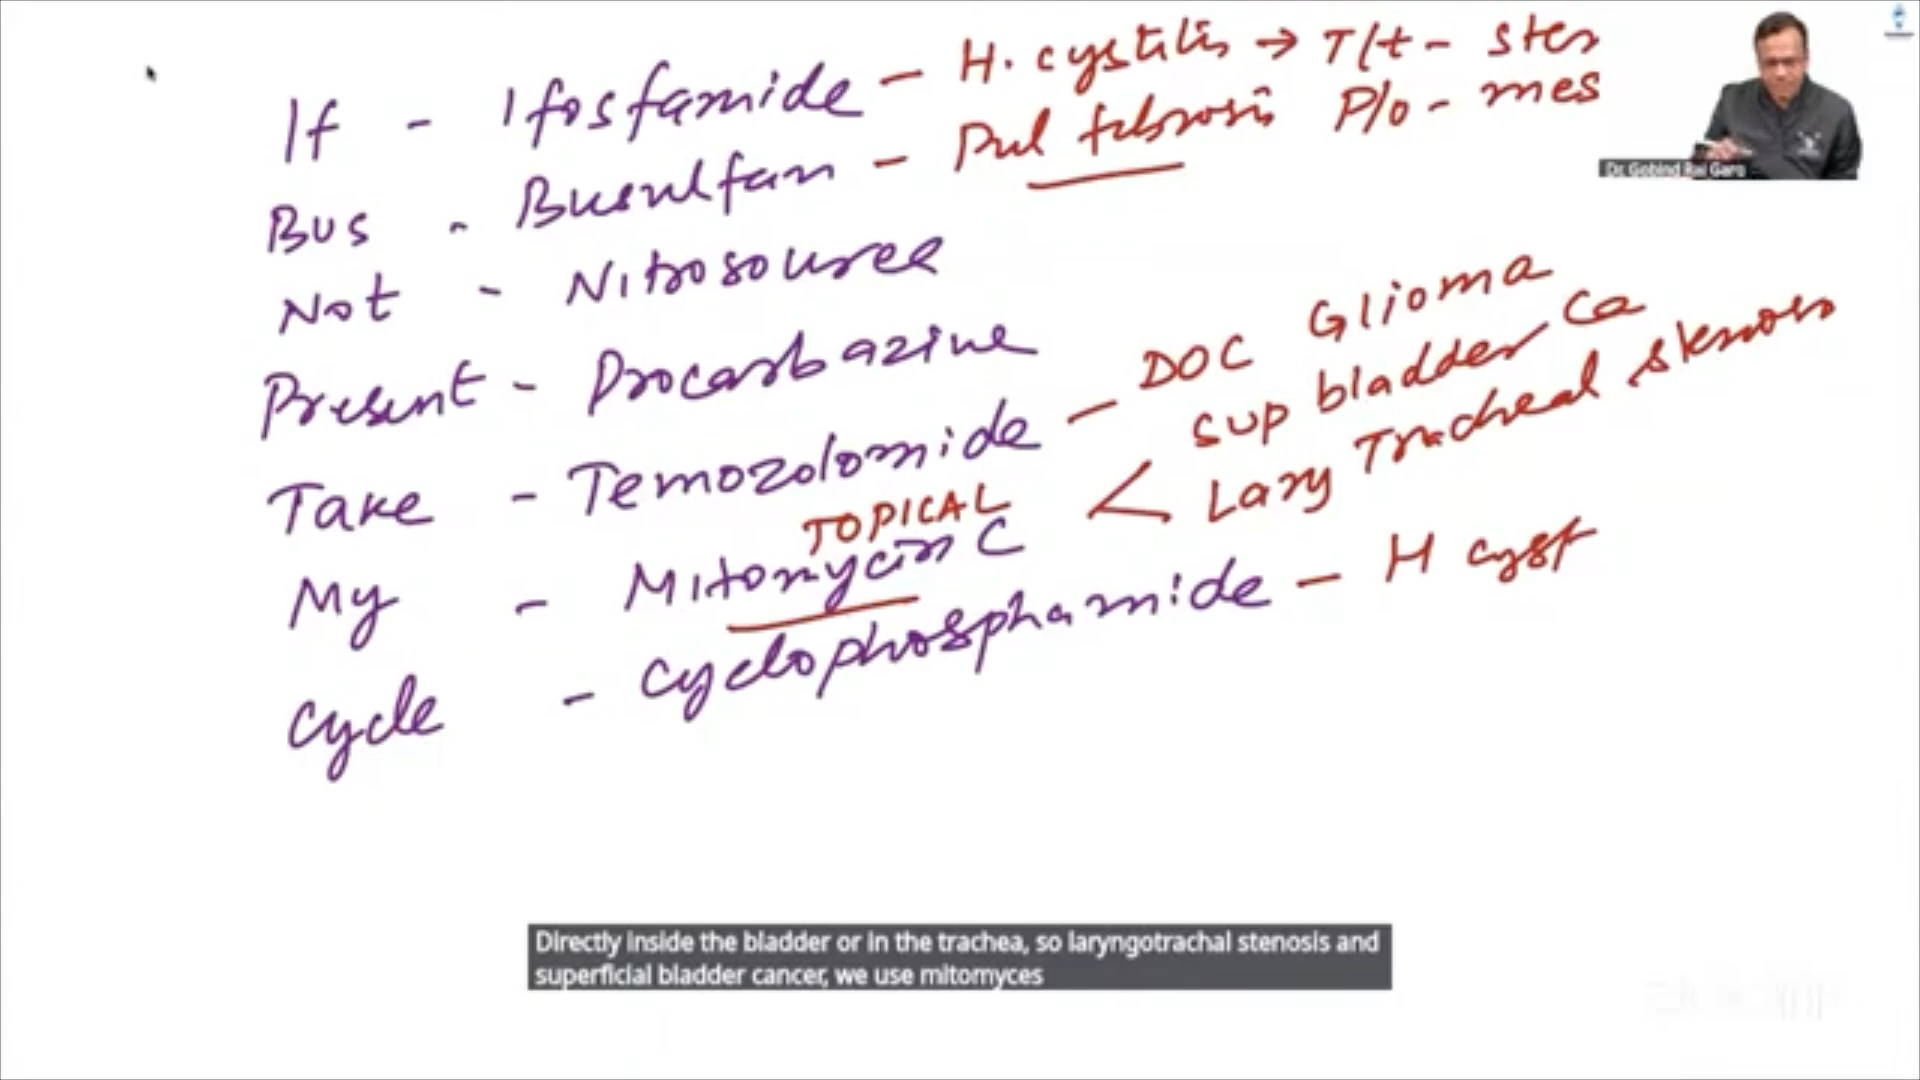 If - Ifosfamide - H. cystitis → T/t - stes
Bus - Busulfan - Pul fibrosis P/o - mes
Not - Nitrosourea
Present - Procarbazine
Take - Temozolomide - DOC Glioma
TOPICAL
My - Mitomycin C < sup bladder Ca
Lary Tracheal stenosis
Cycle - Cyclophosphamide - H cyst
Dr. Gobind Rai Garg
Directly inside the bladder or in the trachea, so laryngotrachal stenosis and
superficial bladder cancer, we use mitomyces